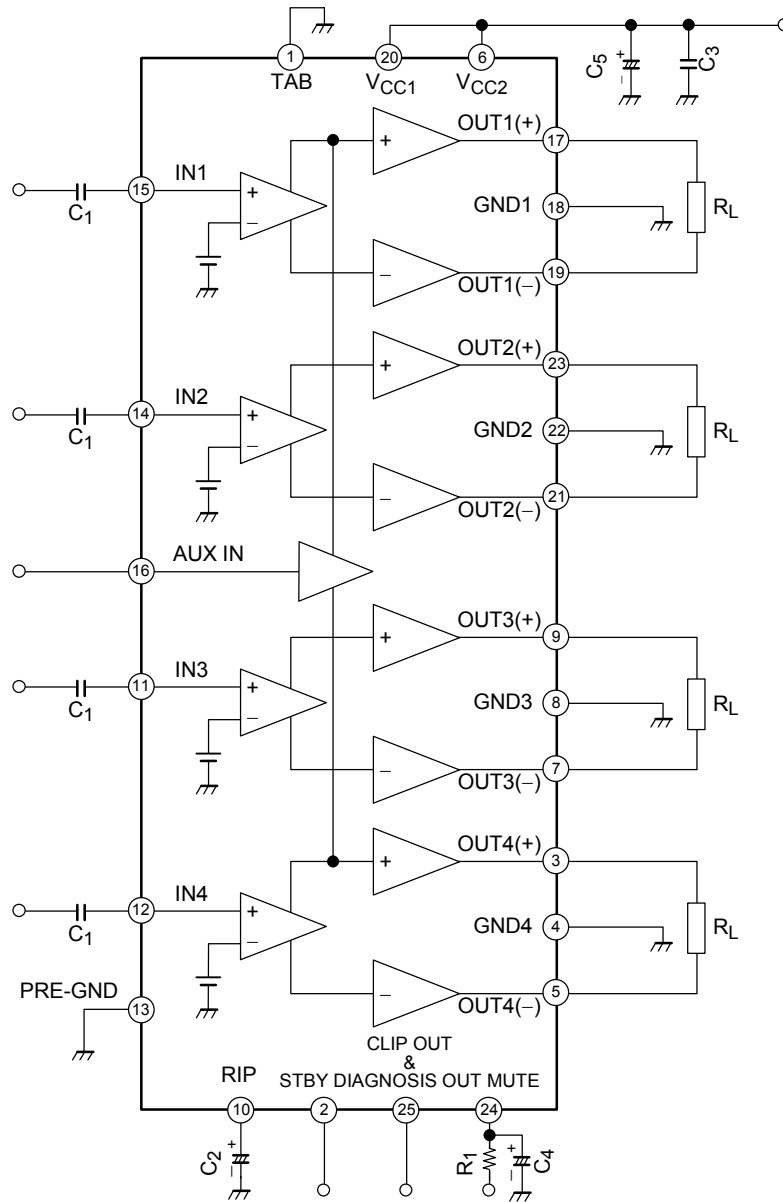 1 20 6
TAB VCC1 VCC2
C5 + −
C3
OUT1(+)
17
IN1
15
C1
+
−
+
GND1
18
RL
−
19
OUT1(−)
OUT2(+)
23
IN2
14
C1
+
−
+
GND2
22
RL
−
21
OUT2(−)
AUX IN
16
OUT3(+)
9
IN3
11
C1
+
−
+
GND3
8
RL
−
7
OUT3(−)
OUT4(+)
3
IN4
12
C1
+
−
+
GND4
4
RL
−
5
OUT4(−)
PRE-GND
13
CLIP OUT
&
RIP
STBY DIAGNOSIS OUT MUTE
10 2 25 24
C2 + −
R1
C4 + −